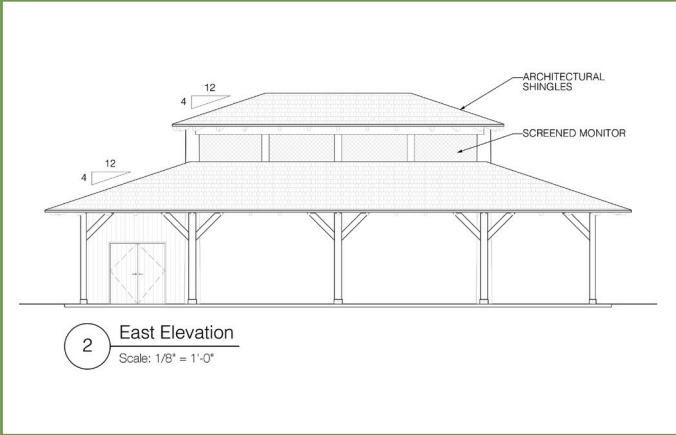 12
4
ARCHITECTURAL
SHINGLES
SCREENED MONITOR
12
4
2
East Elevation
Scale: 1/8" = 1'-0"